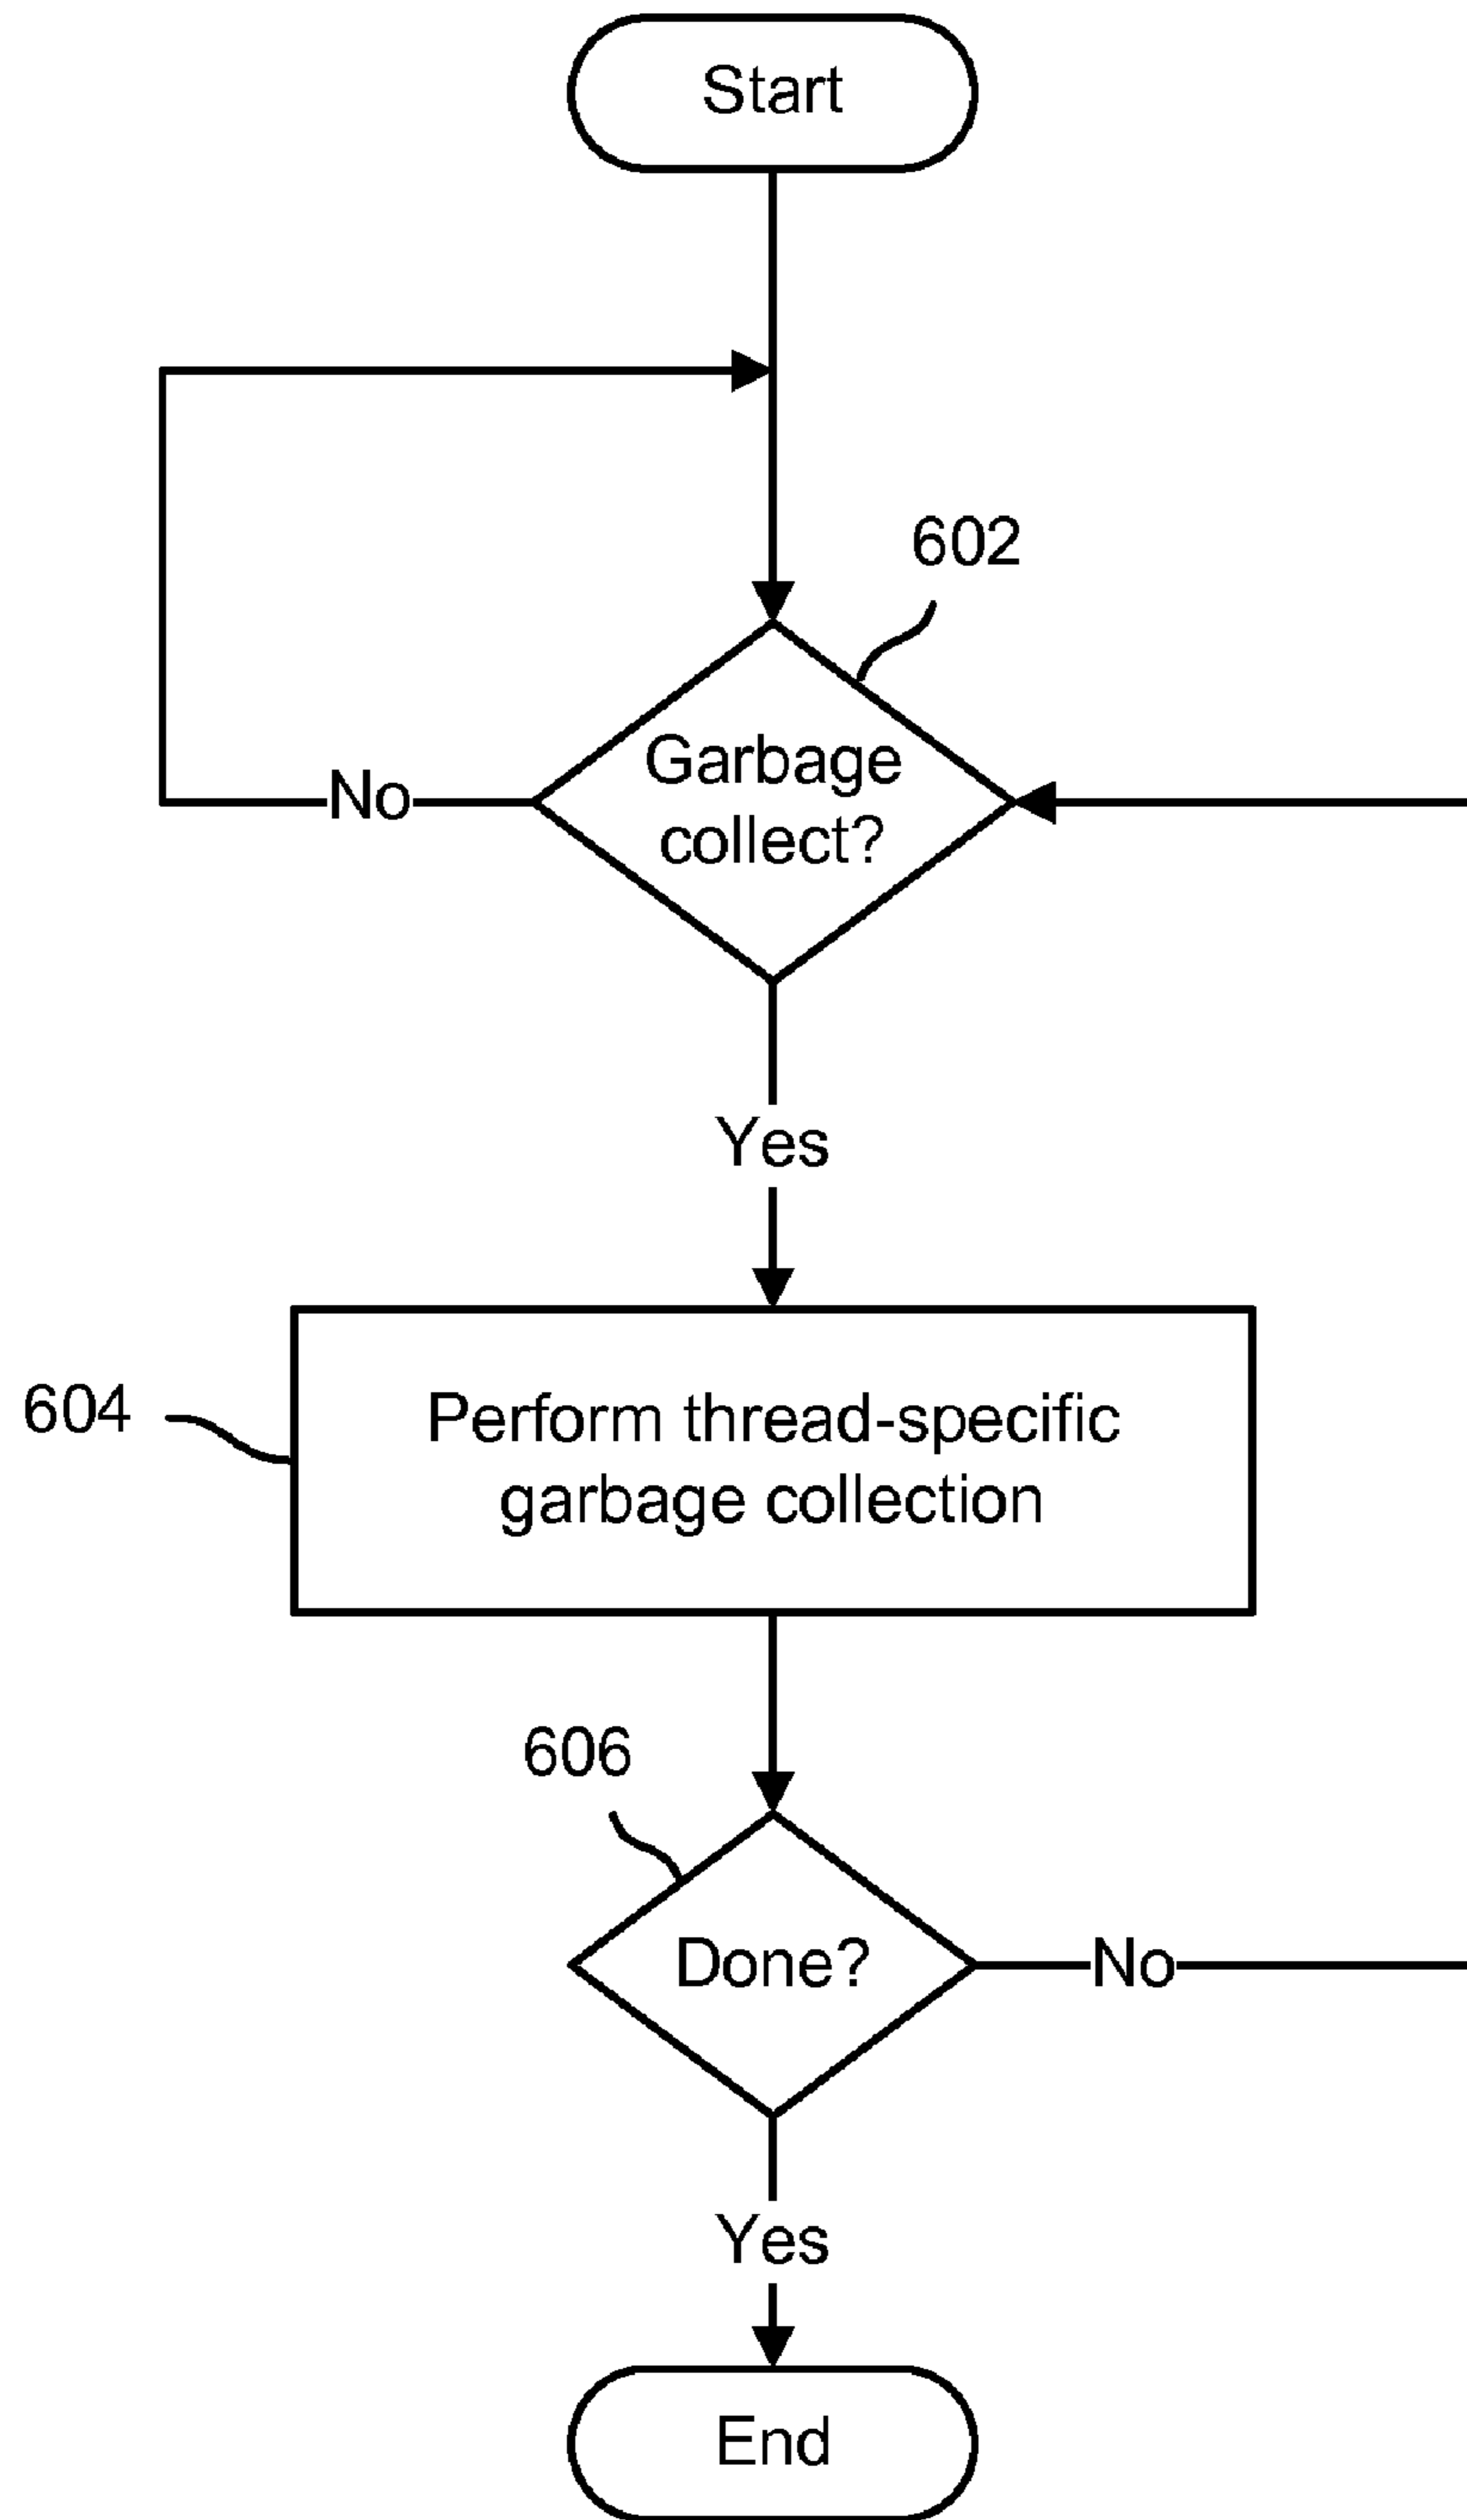 Start
602
Garbage
collect?
No
Yes
604
Perform thread-specific
garbage collection
606
Done?
No
Yes
End